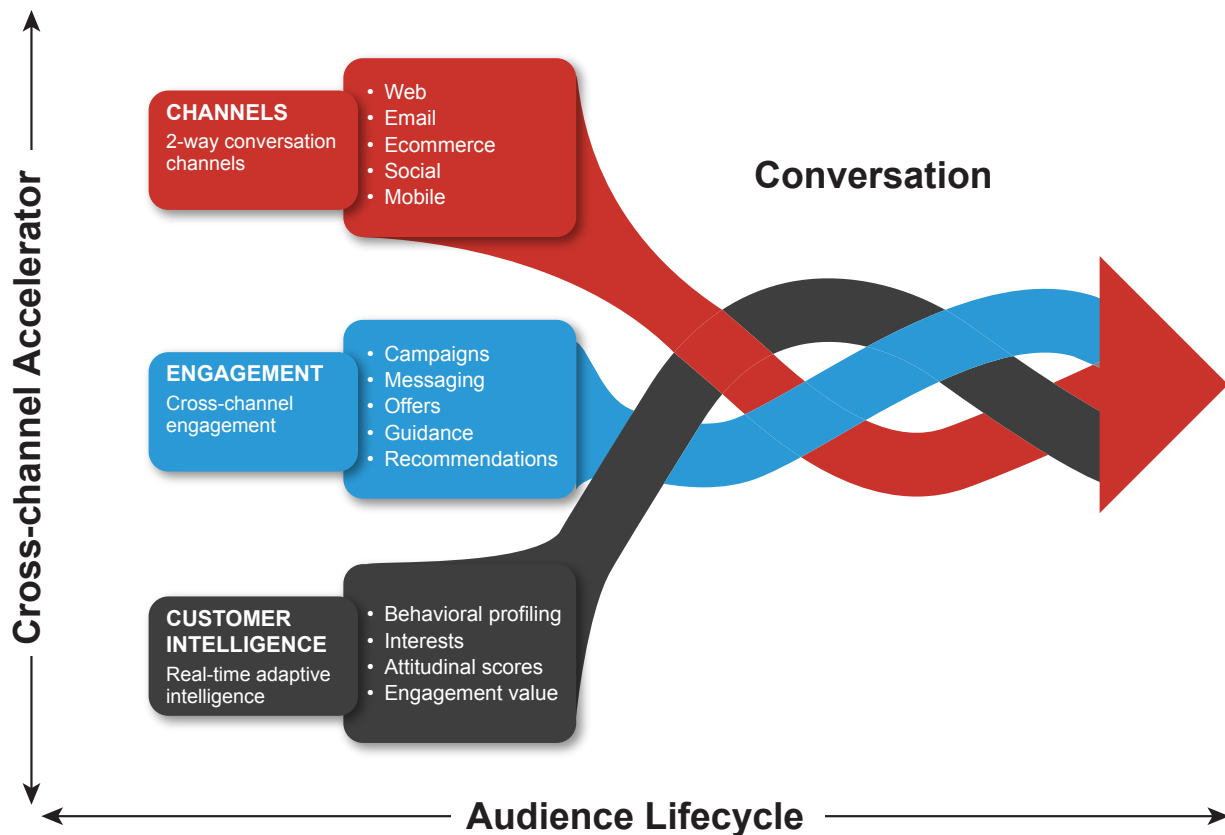 Cross-channel Accelerator
CHANNELS
2-way conversation
channels
• Web
• Email
• Ecommerce
• Social
• Mobile
Conversation
ENGAGEMENT
Cross-channel
engagement
• Campaigns
• Messaging
• Offers
• Guidance
• Recommendations
CUSTOMER
INTELLIGENCE
Real-time adaptive
intelligence
• Behavioral profiling
• Interests
• Attitudinal scores
• Engagement value
Audience Lifecycle